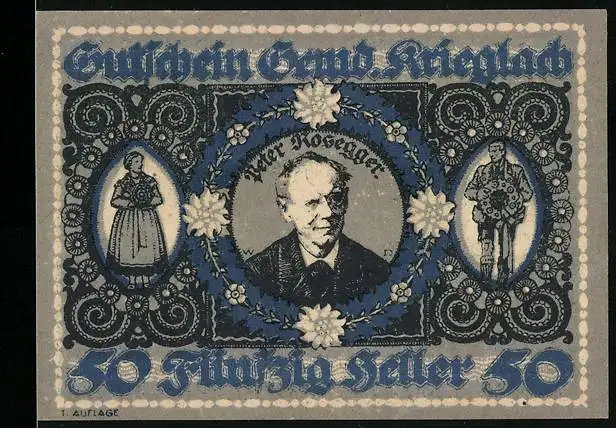 Gutschein Gemd. Krieglach
Peter Rosegger
50 Fünfzig Heller 50
1. AUFLAGE